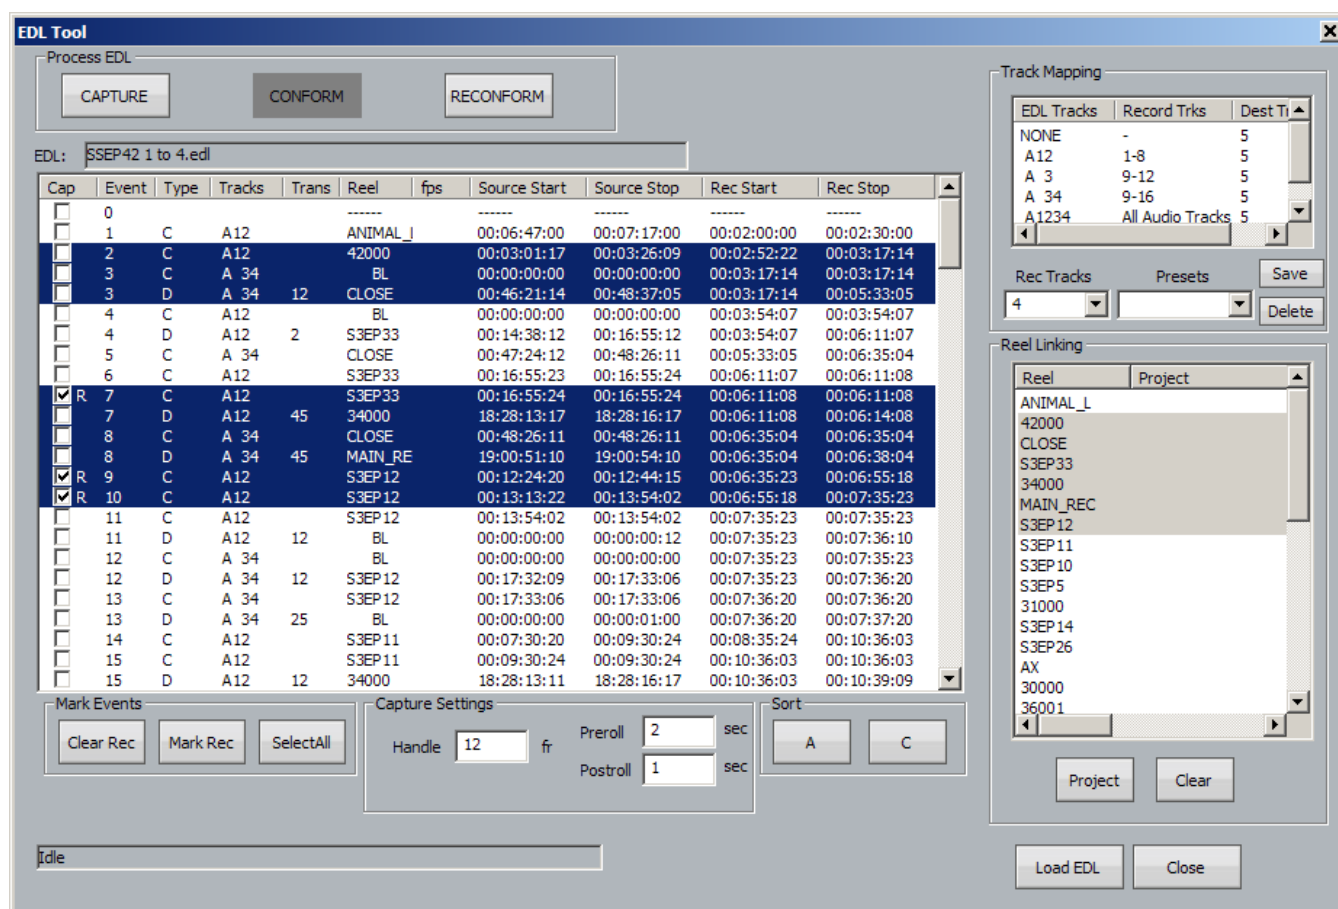 EDL Tool
Process EDL
CAPTURE CONFORM RECONFORM
EDL: SSEP42 1 to 4.edl
Cap Event Type Tracks Trans Reel fps Source Start Source Stop Rec Start Rec Stop
0 ------ ------ ------ ------ ------
1 C A12 ANIMAL_ 00:06:47:00 00:07:17:00 00:02:00:00 00:02:30:00
2 C A12 42000 00:03:01:17 00:03:26:09 00:02:52:22 00:03:17:14
3 C A 34 BL 00:00:00:00 00:00:00:00 00:03:17:14 00:03:17:14
3 D A 34 12 CLOSE 00:46:21:14 00:48:37:05 00:03:17:14 00:05:33:05
4 C A12 BL 00:00:00:00 00:00:00:00 00:03:54:07 00:03:54:07
4 D A12 2 S3EP33 00:14:38:12 00:16:55:12 00:03:54:07 00:06:11:07
5 C A 34 CLOSE 00:47:24:12 00:48:26:11 00:05:33:05 00:06:35:04
6 C A12 S3EP33 00:16:55:23 00:16:55:24 00:06:11:07 00:06:11:08
R 7 C A12 S3EP33 00:16:55:24 00:16:55:24 00:06:11:08 00:06:11:08
7 D A12 45 34000 18:28:13:17 18:28:16:17 00:06:11:08 00:06:14:08
8 C A 34 CLOSE 00:48:26:11 00:48:26:11 00:06:35:04 00:06:35:04
8 D A 34 45 MAIN_RE 19:00:51:10 19:00:54:10 00:06:35:04 00:06:38:04
R 9 C A12 S3EP12 00:12:24:20 00:12:44:15 00:06:35:23 00:06:55:18
R 10 C A12 S3EP12 00:13:13:22 00:13:54:02 00:06:55:18 00:07:35:23
11 C A12 S3EP12 00:13:54:02 00:13:54:02 00:07:35:23 00:07:35:23
11 D A12 12 BL 00:00:00:00 00:00:00:12 00:07:35:23 00:07:36:10
12 C A 34 BL 00:00:00:00 00:00:00:00 00:07:35:23 00:07:35:23
12 D A 34 12 S3EP12 00:17:32:09 00:17:33:06 00:07:35:23 00:07:36:20
13 C A 34 S3EP12 00:17:33:06 00:17:33:06 00:07:36:20 00:07:36:20
13 D A 34 25 BL 00:00:00:00 00:00:01:00 00:07:36:20 00:07:37:20
14 C A12 S3EP11 00:07:30:20 00:09:30:24 00:08:35:24 00:10:36:03
15 C A12 S3EP11 00:09:30:24 00:09:30:24 00:10:36:03 00:10:36:03
15 D A12 12 34000 18:28:13:11 18:28:16:17 00:10:36:03 00:10:39:09
Mark Events
Clear Rec Mark Rec SelectAll
Capture Settings
Handle 12 fr
Preroll 2 sec
Postroll 1 sec
Sort
A C
Idle
Track Mapping
EDL Tracks Record Trks Dest Tr
NONE - 5
A12 1-8 5
A 3 9-12 5
A 34 9-16 5
A1234 All Audio Tracks 5
Rec Tracks Presets Save
4 Delete
Reel Linking
Reel Project
ANIMAL_L
42000
CLOSE
S3EP33
34000
MAIN_REC
S3EP12
S3EP11
S3EP10
S3EP5
31000
S3EP14
S3EP26
AX
30000
36001
Project Clear
Load EDL Close